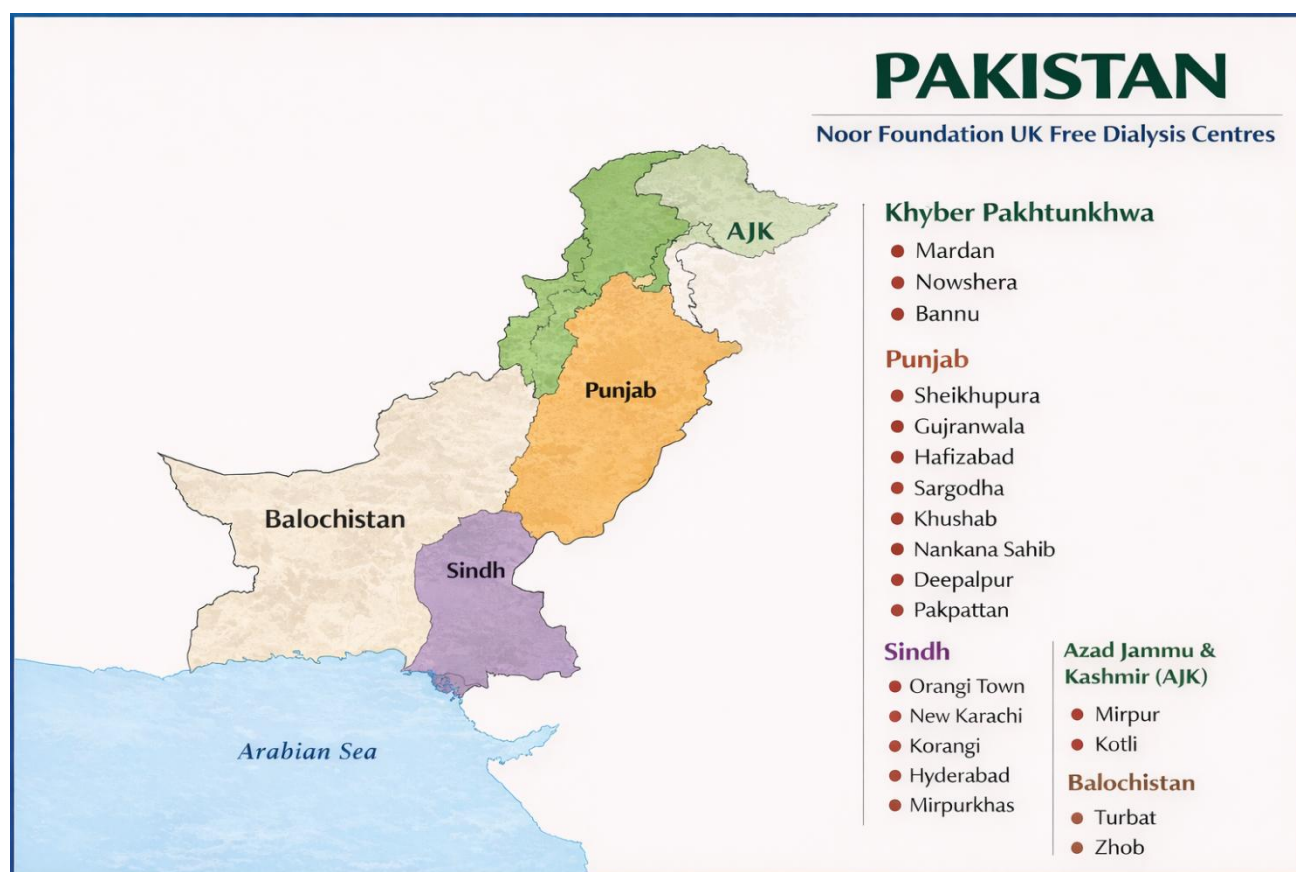 PAKISTAN
Noor Foundation UK Free Dialysis Centres
AJK
Punjab
Balochistan
Sindh
Arabian Sea
Khyber Pakhtunkhwa
Mardan
Nowshera
Bannu
Punjab
Sheikhupura
Gujranwala
Hafizabad
Sargodha
Khushab
Nankana Sahib
Deepalpur
Pakpattan
Sindh
Orangi Town
New Karachi
Korangi
Hyderabad
Mirpurkhas
Azad Jammu &
Kashmir (AJK)
Mirpur
Kotli
Balochistan
Turbat
Zhob